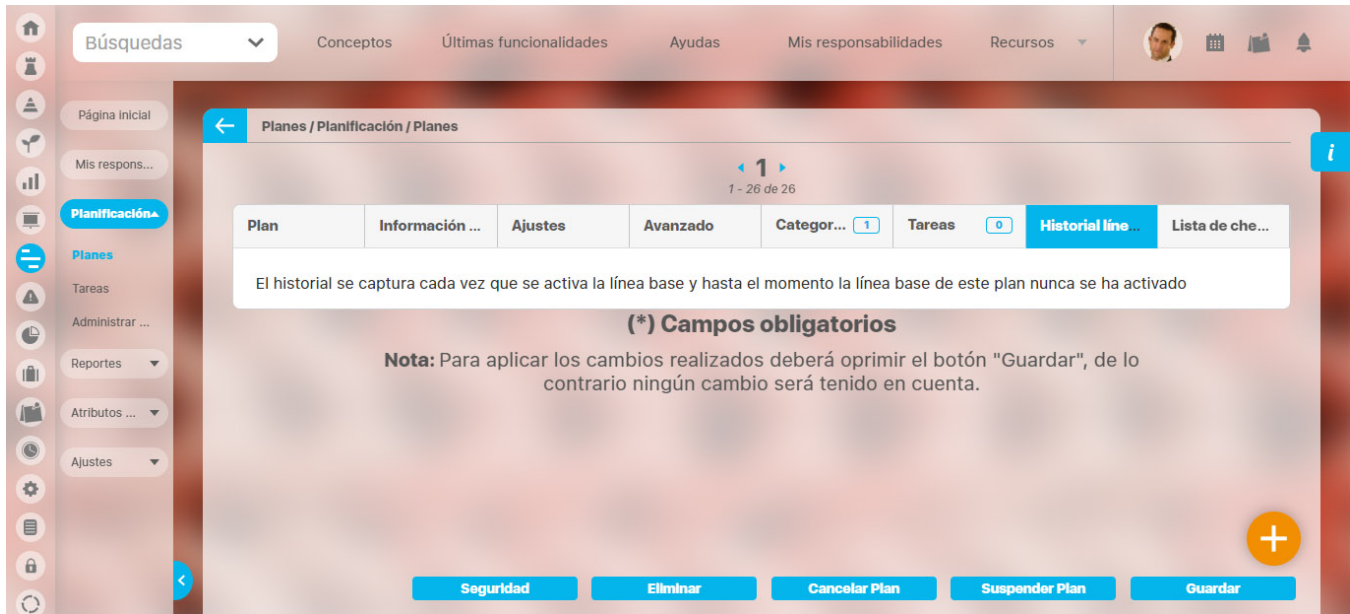 Búsquedas
Conceptos
Últimas funcionalidades
Ayudas
Mis responsabilidades
Recursos
Página inicial
Mis respons...
Planificación
Planes
Tareas
Administrar ...
Reportes
Atributos ...
Ajustes
Planes / Planificación / Planes
i
1
1 - 26 de 26
Plan
Información ...
Ajustes
Avanzado
Categor... 1
Tareas 0
Historial líne...
Lista de che...
El historial se captura cada vez que se activa la línea base y hasta el momento la línea base de este plan nunca se ha activado
(*) Campos obligatorios
Nota: Para aplicar los cambios realizados deberá oprimir el botón "Guardar", de lo
contrario ningún cambio será tenido en cuenta.
Seguridad
Eliminar
Cancelar Plan
Suspender Plan
Guardar